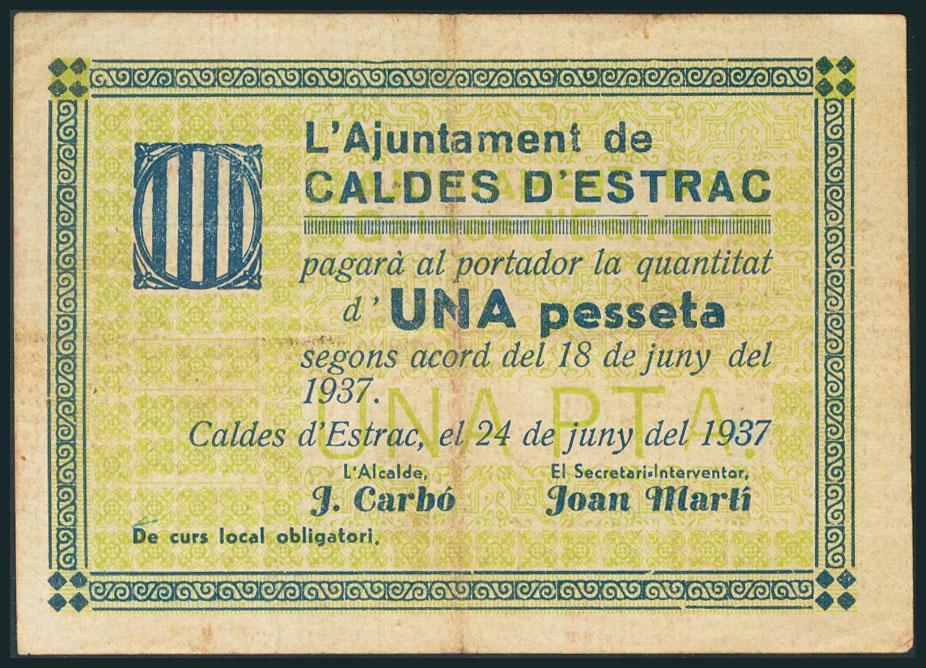 L'Ajuntament de
CALDES D'ESTRAC
pagarà al portador la quantitat
d' UNA pesseta
segons acord del 18 de juny del
1937.
UNA PTA.
Caldes d'Estrac, el 24 de juny del 1937
L'Alcalde, El Secretari-Interventor,
J. Carbó Joan Martí
De curs local obligatori.